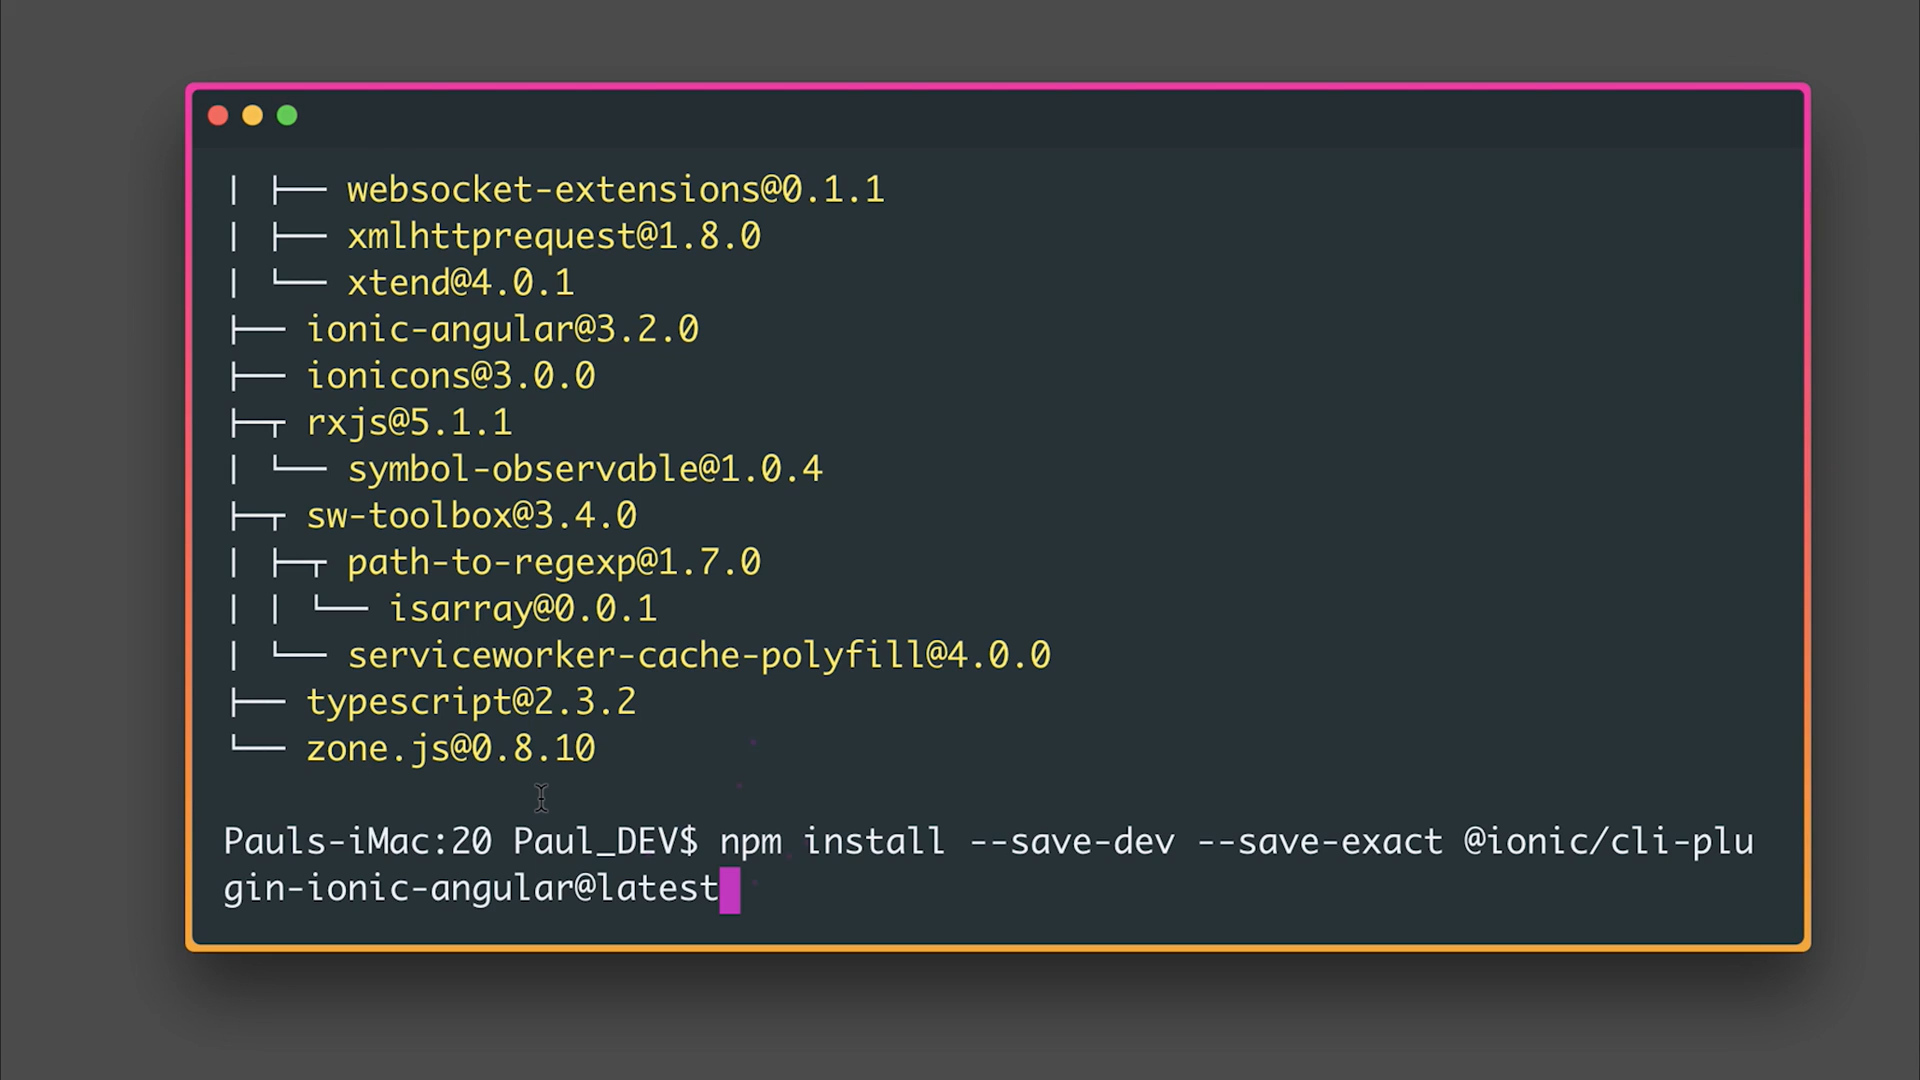 │ ├── websocket-extensions@0.1.1
│ ├── xmlhttprequest@1.8.0
│ └── xtend@4.0.1
├── ionic-angular@3.2.0
├── ionicons@3.0.0
├─┬ rxjs@5.1.1
│ └── symbol-observable@1.0.4
├─┬ sw-toolbox@3.4.0
│ ├─┬ path-to-regexp@1.7.0
│ │ └── isarray@0.0.1
│ └── serviceworker-cache-polyfill@4.0.0
├── typescript@2.3.2
└── zone.js@0.8.10
Pauls-iMac:20 Paul_DEV$ npm install --save-dev --save-exact @ionic/cli-plu
gin-ionic-angular@latest